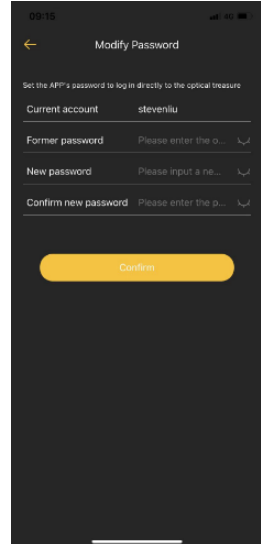 09:15
Modify Password
Set the APP's password to log in directly to the optical treasure
Current account stevenliu
Former password Please enter the o...
New password Please input a ne...
Confirm new password Please enter the p...
Confirm